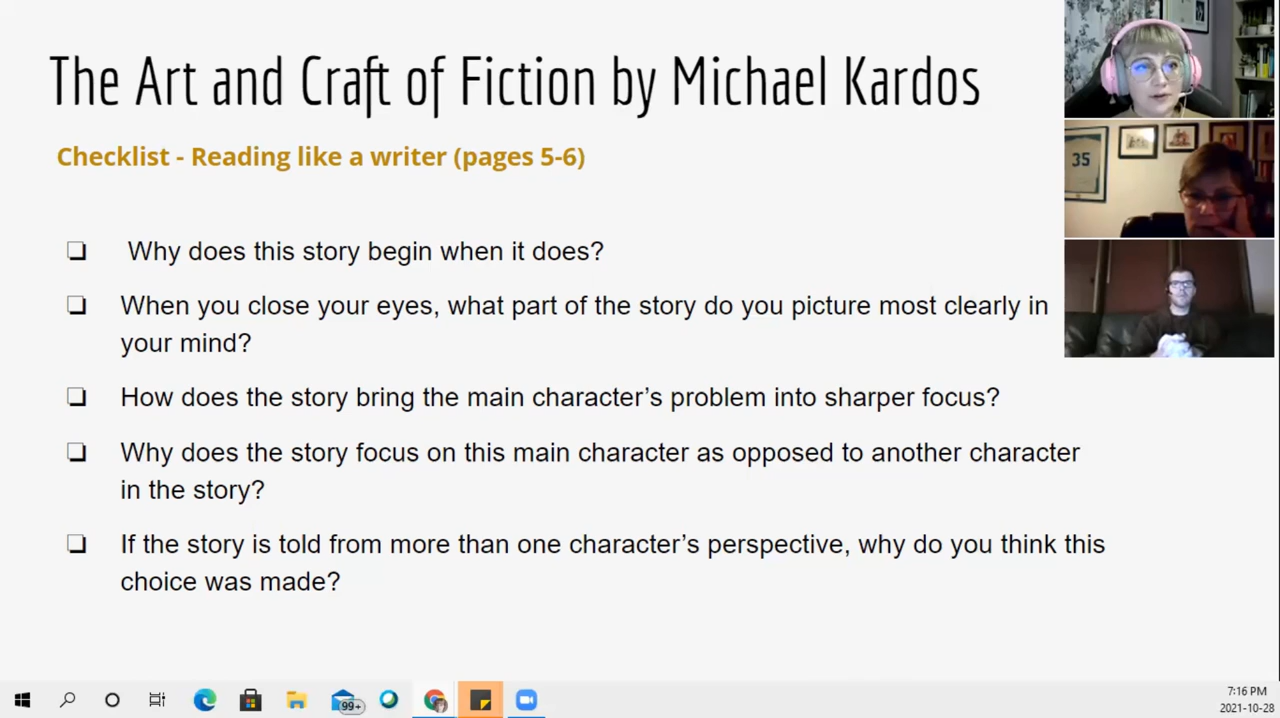 The Art and Craft of Fiction by Michael Kardos
Checklist - Reading like a writer (pages 5-6)
Why does this story begin when it does?
When you close your eyes, what part of the story do you picture most clearly in
your mind?
How does the story bring the main character’s problem into sharper focus?
Why does the story focus on this main character as opposed to another character
in the story?
If the story is told from more than one character’s perspective, why do you think this
choice was made?
35
99+
7:16 PM
2021-10-28